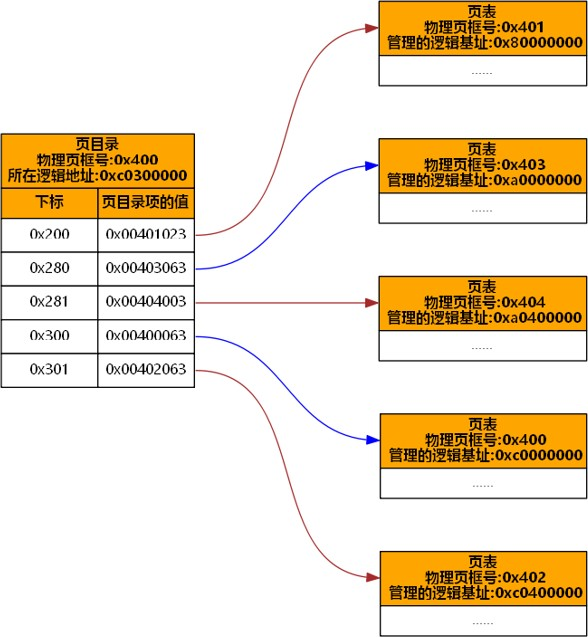 页目录
物理页框号:0x400
所在逻辑地址:0xc0300000
下标 页目录项的值
0x200 0x00401023
0x280 0x00403063
0x281 0x00404003
0x300 0x00400063
0x301 0x00402063
页表
物理页框号:0x401
管理的逻辑基址:0x80000000
......
页表
物理页框号:0x403
管理的逻辑基址:0xa0000000
......
页表
物理页框号:0x404
管理的逻辑基址:0xa0400000
......
页表
物理页框号:0x400
管理的逻辑基址:0xc0000000
......
页表
物理页框号:0x402
管理的逻辑基址:0xc0400000
......